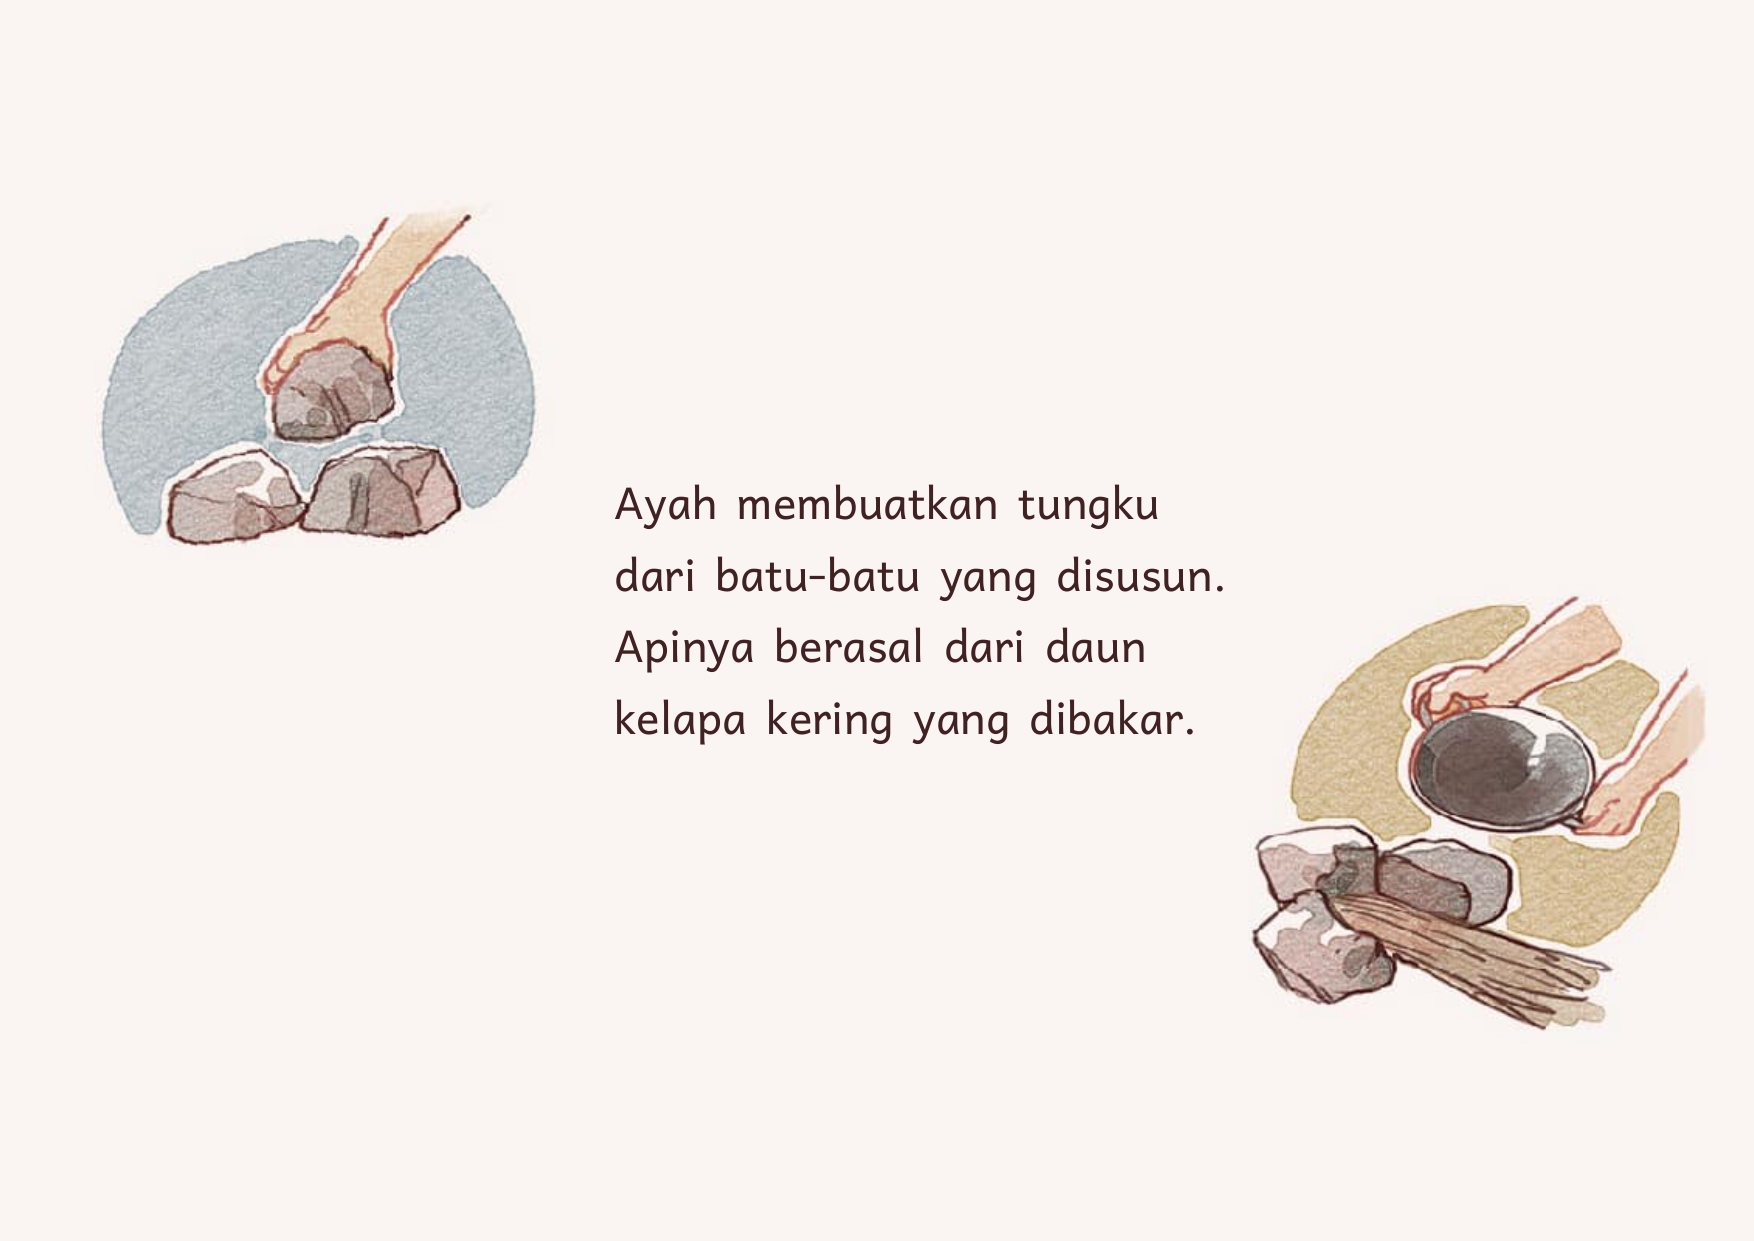 Ayah membuatkan tungku
dari batu-batu yang disusun.
Apinya berasal dari daun
kelapa kering yang dibakar.